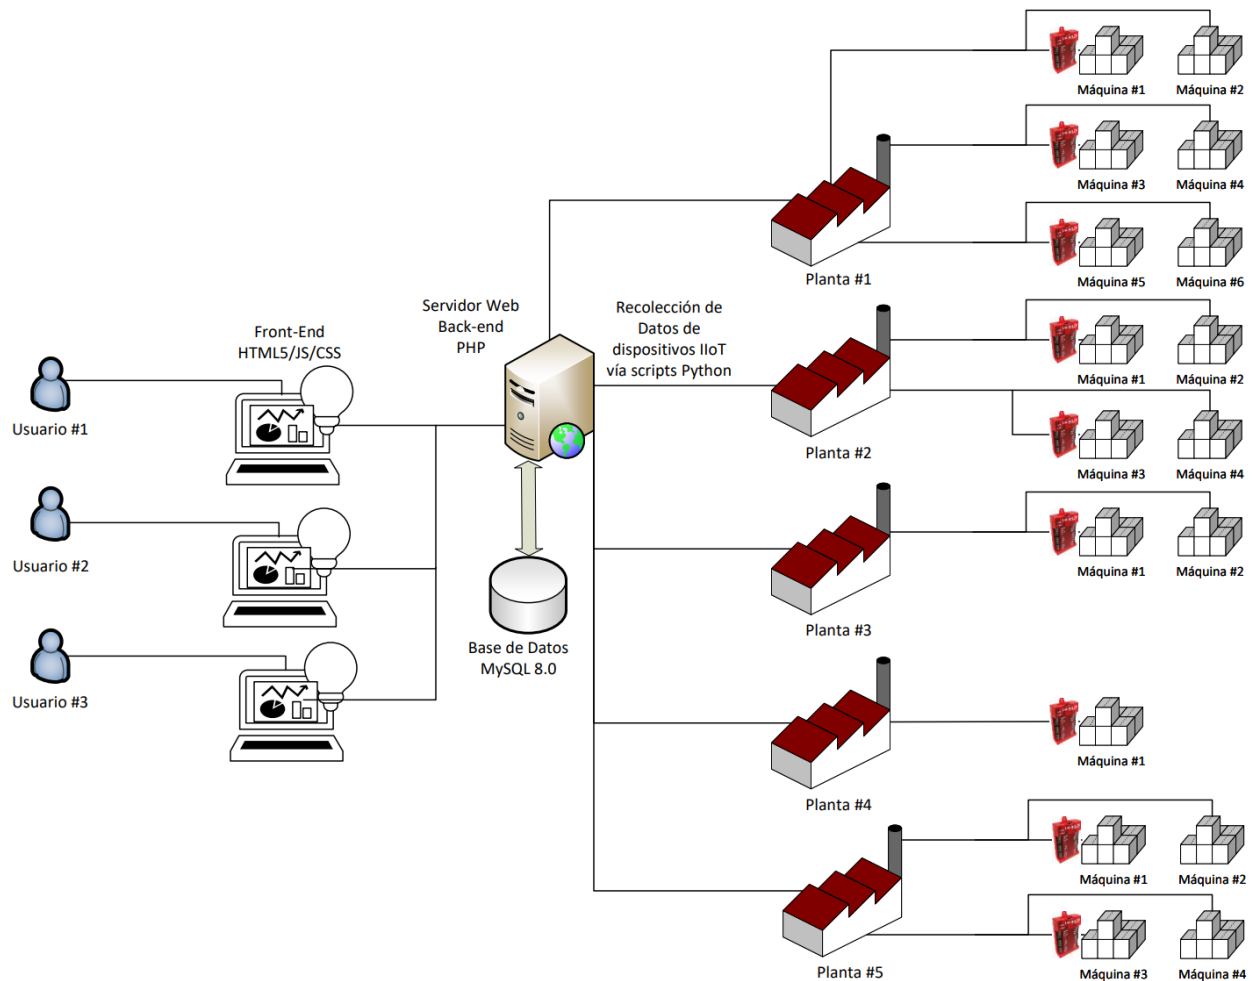 Máquina #1
Máquina #2
Máquina #3
Máquina #4
Máquina #5
Máquina #6
Planta #1
Servidor Web
Back-end
PHP
Recolección de
Datos de
dispositivos IIoT
vía scripts Python
Front-End
HTML5/JS/CSS
Usuario #1
Máquina #1
Máquina #2
Planta #2
Máquina #3
Máquina #4
Usuario #2
Máquina #1
Máquina #2
Planta #3
Base de Datos
MySQL 8.0
Usuario #3
Máquina #1
Planta #4
Máquina #1
Máquina #2
Planta #5
Máquina #3
Máquina #4